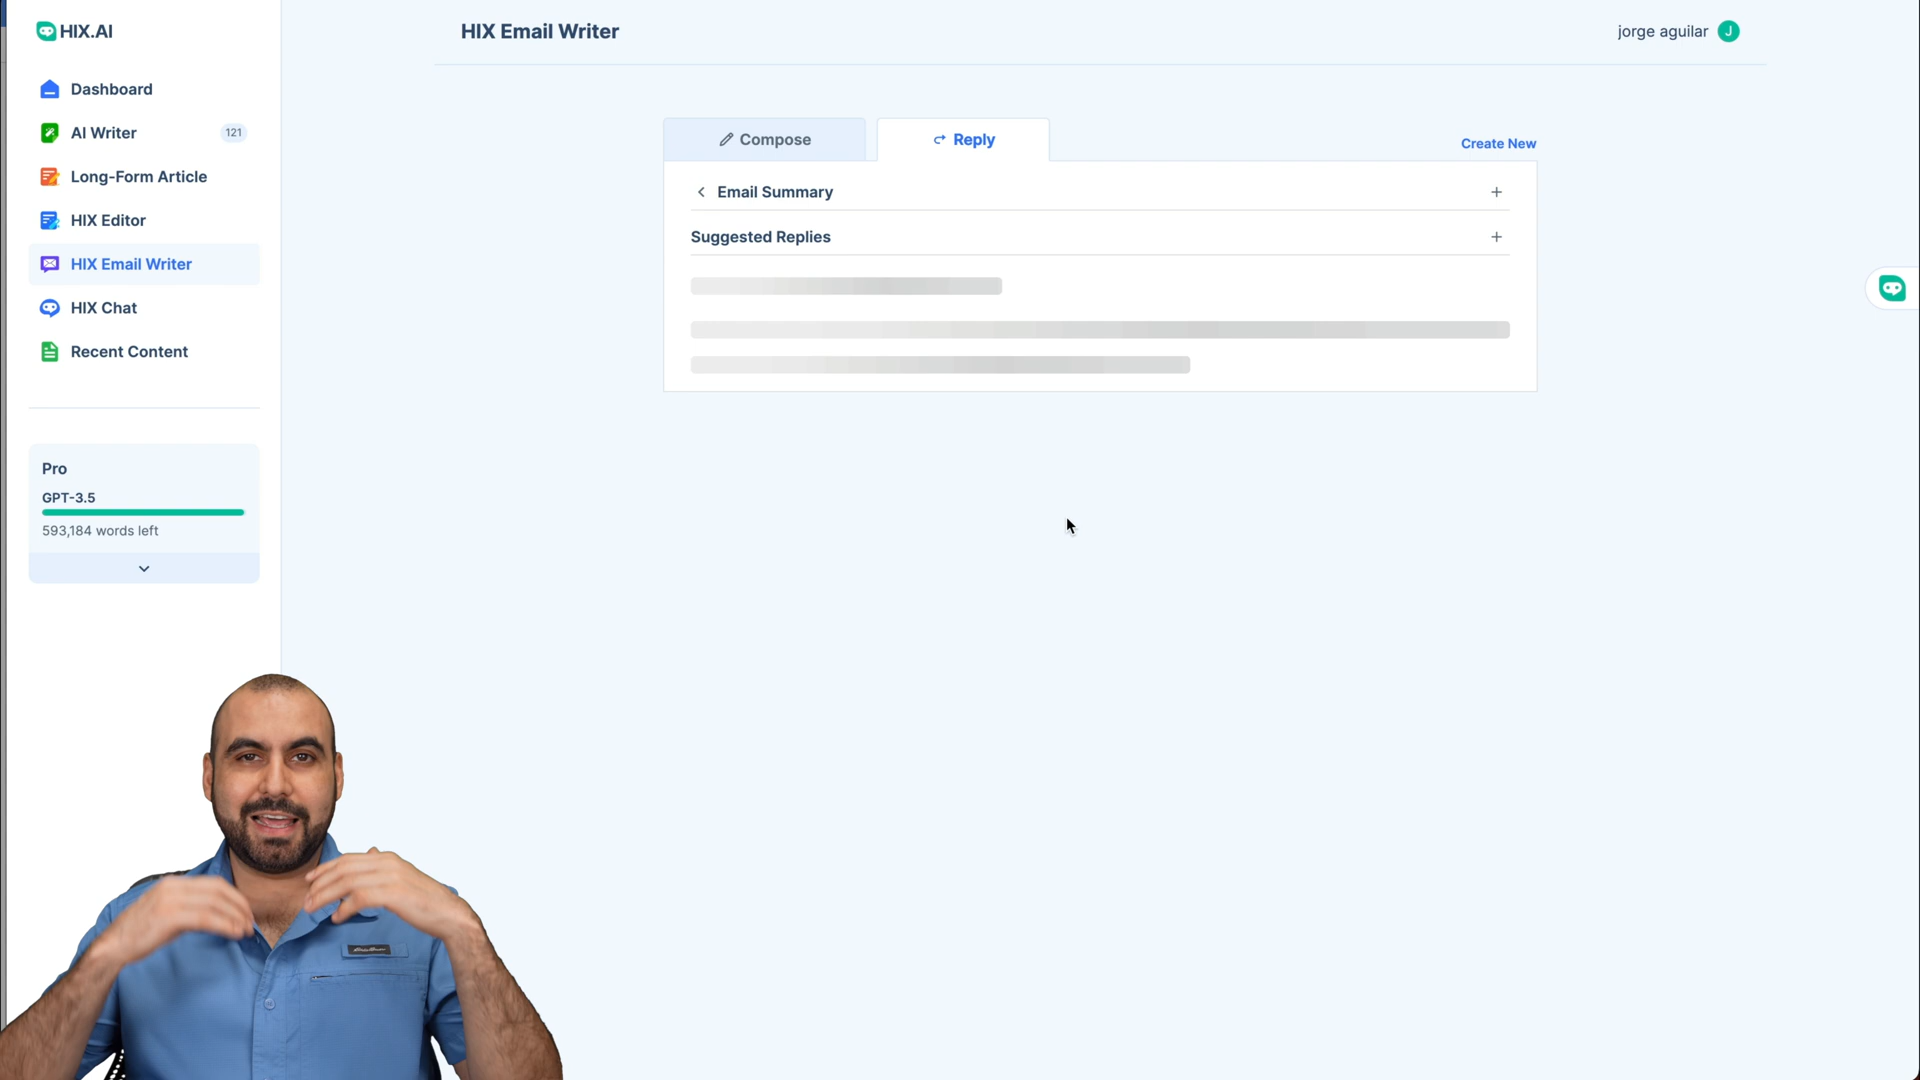 HIX.AI
HIX Email Writer
jorge aguilar
J
Dashboard
AI Writer
121
Long-Form Article
HIX Editor
HIX Email Writer
HIX Chat
Recent Content
Pro
GPT-3.5
593,184 words left
Compose
Reply
Create New
Email Summary
Suggested Replies